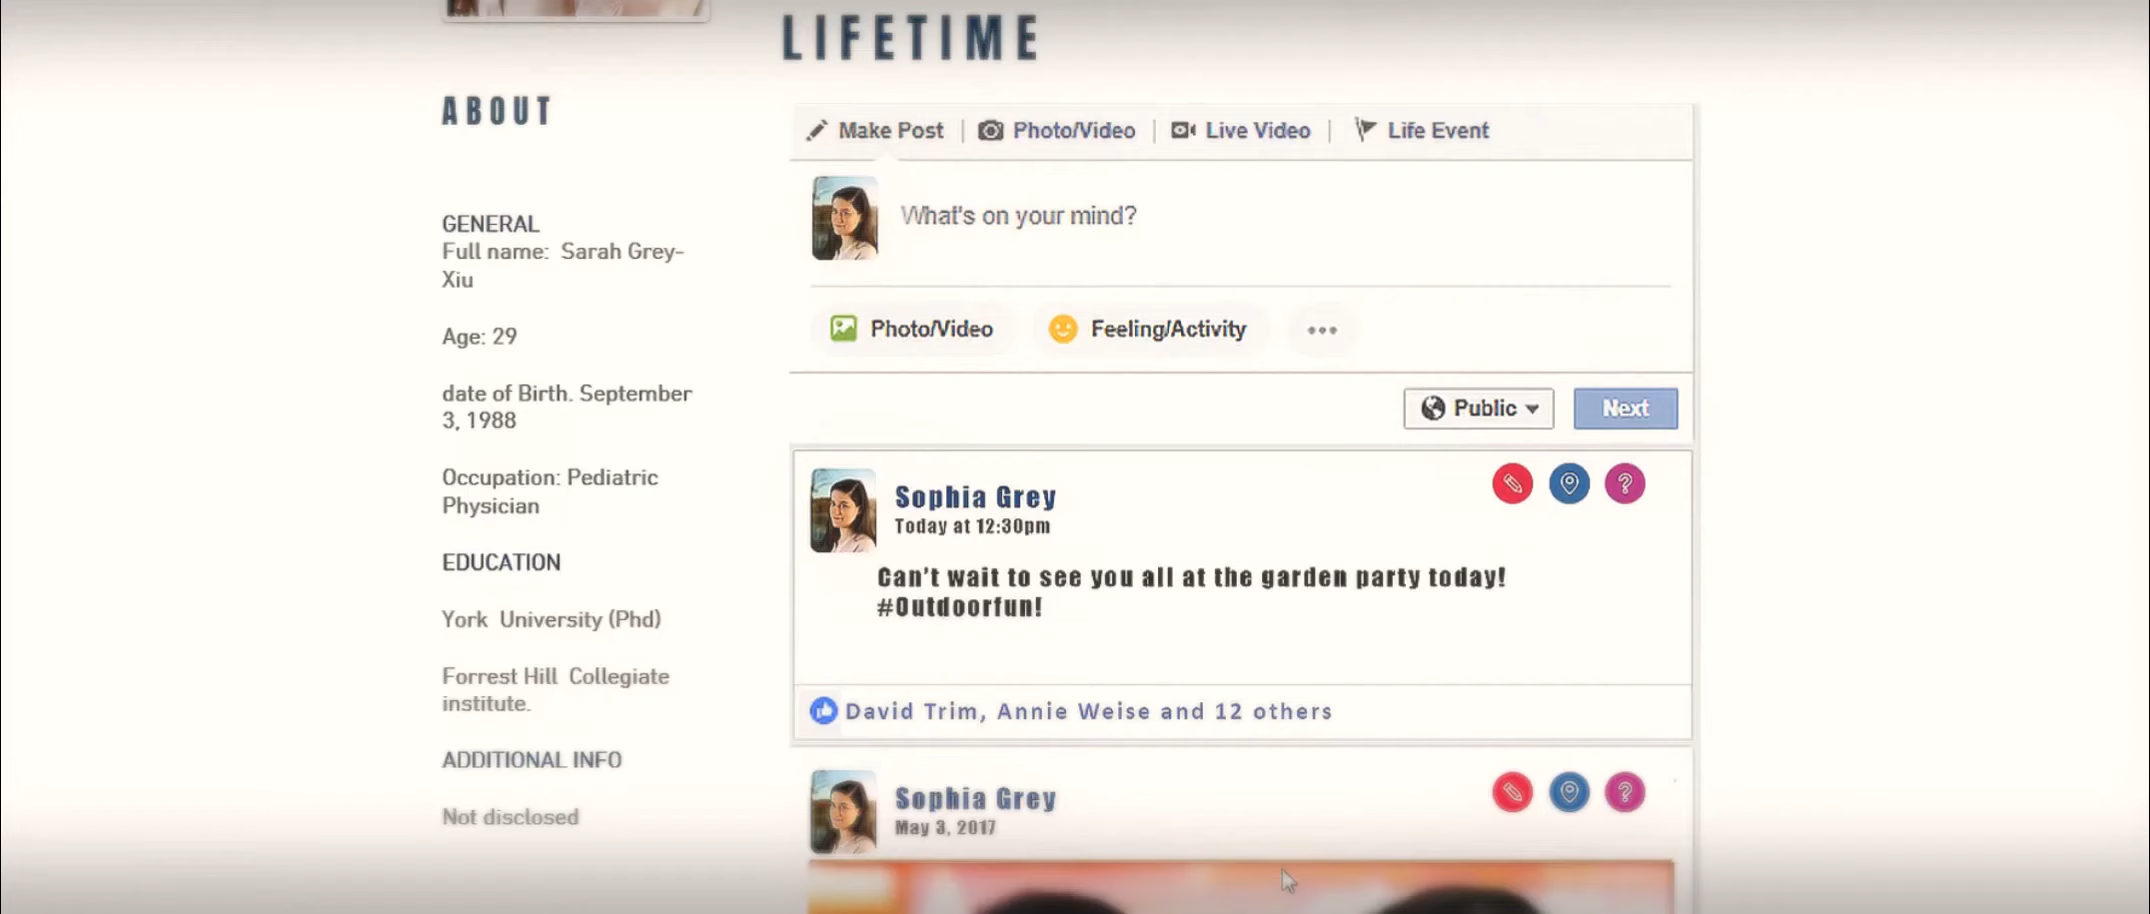 LIFETIME
ABOUT
GENERAL
Full name:  Sarah Grey-
Xiu
Age: 29
date of Birth. September
3, 1988
Occupation: Pediatric
Physician
EDUCATION
York  University (Phd)
Forrest Hill  Collegiate
institute.
ADDITIONAL INFO
Not disclosed
Make Post | Photo/Video | Live Video | Life Event
What's on your mind?
Photo/Video Feeling/Activity •••
Public Next
Sophia Grey
Today at 12:30pm
Can't wait to see you all at the garden party today!
#Outdoorfun!
David Trim, Annie Weise and 12 others
Sophia Grey
May 3, 2017